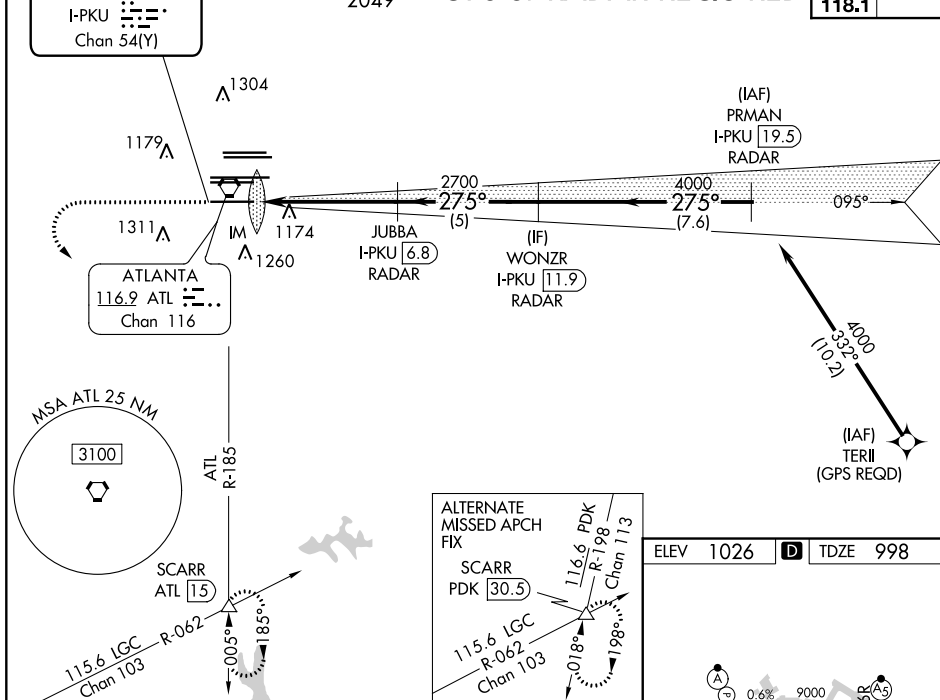 I-PKU
Chan 54(Y)
2049
118.1
1304
1179
1311
IM
1174
1260
(IAF)
PRMAN
I-PKU 19.5
RADAR
2700
275°
(5)
4000
275°
(7.6)
095°
JUBBA
I-PKU 6.8
RADAR
(IF)
WONZR
I-PKU 11.9
RADAR
ATLANTA
116.9 ATL
Chan 116
4000
332°
(10.2)
(IAF)
TERII
(GPS REQD)
MSA ATL 25 NM
3100
ATL
R-185
SCARR
ATL 15
115.6 LGC
R-062
Chan 103
005°
185°
ALTERNATE
MISSED APCH
FIX
SCARR
PDK 30.5
116.6 PDK
R-198
Chan 113
115.6 LGC
R-062
Chan 103
018°
198°
ELEV 1026 D TDZE 998
A
P
0.6% 9000
A5